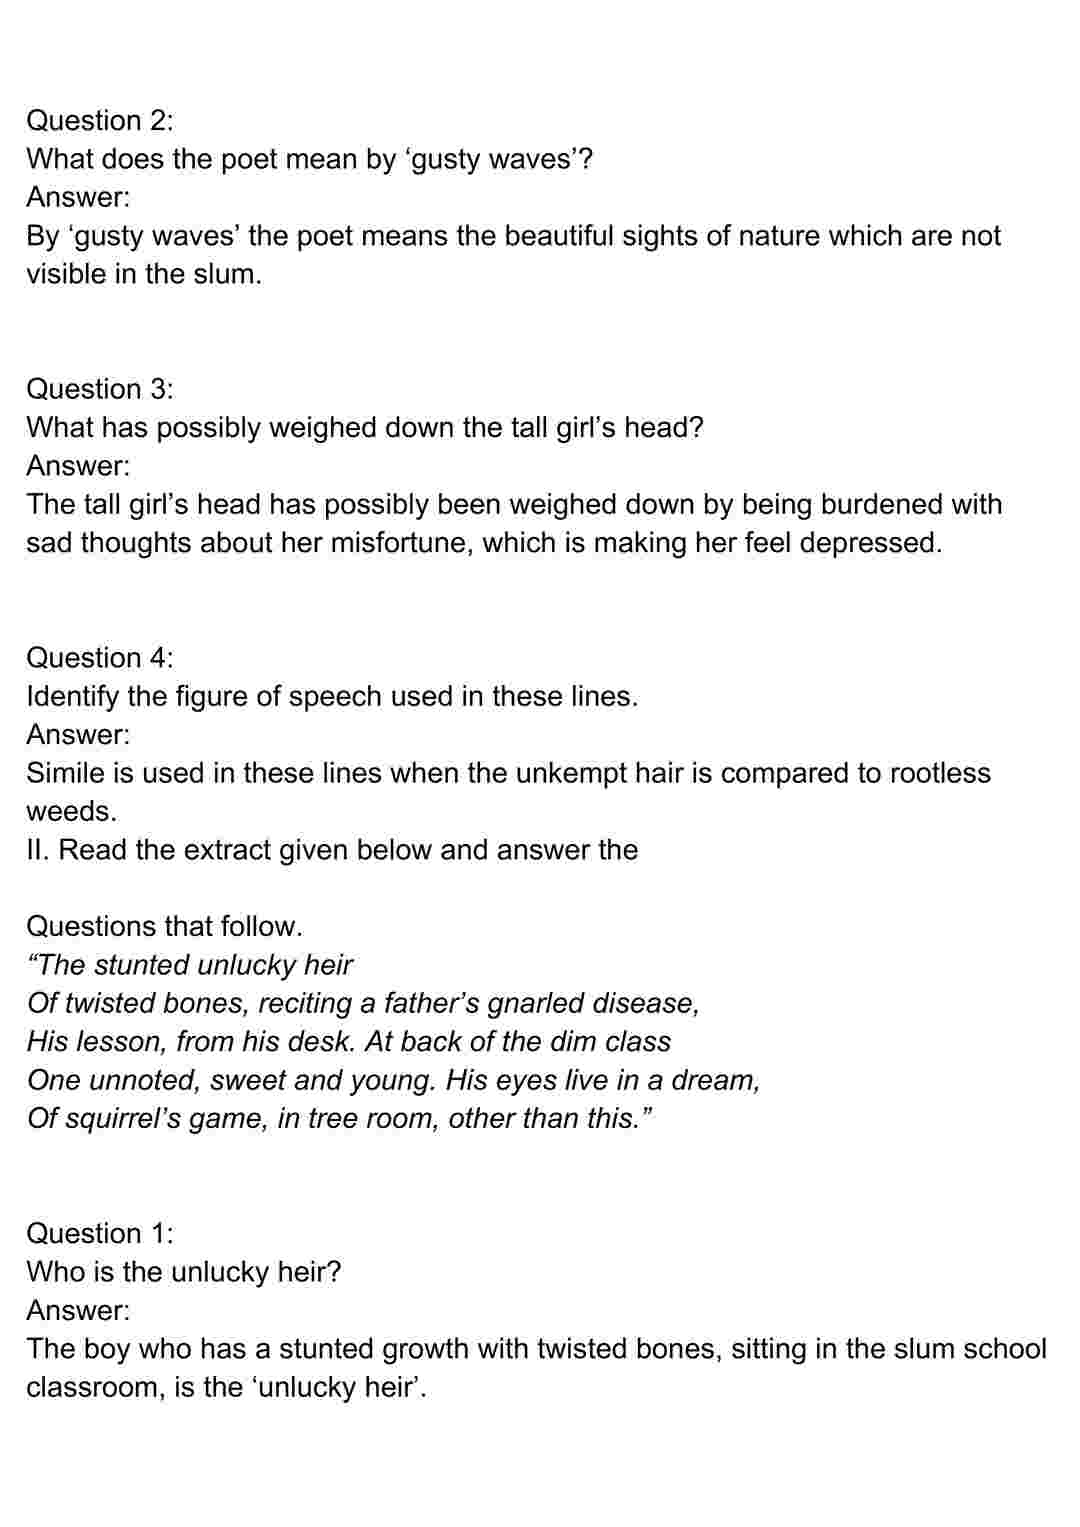 Question 2:
What does the poet mean by ‘gusty waves’?
Answer:
By ‘gusty waves’ the poet means the beautiful sights of nature which are not
visible in the slum.
Question 3:
What has possibly weighed down the tall girl’s head?
Answer:
The tall girl’s head has possibly been weighed down by being burdened with
sad thoughts about her misfortune, which is making her feel depressed.
Question 4:
Identify the figure of speech used in these lines.
Answer:
Simile is used in these lines when the unkempt hair is compared to rootless
weeds.
II. Read the extract given below and answer the
Questions that follow.
“The stunted unlucky heir
Of twisted bones, reciting a father’s gnarled disease,
His lesson, from his desk. At back of the dim class
One unnoted, sweet and young. His eyes live in a dream,
Of squirrel’s game, in tree room, other than this.”
Question 1:
Who is the unlucky heir?
Answer:
The boy who has a stunted growth with twisted bones, sitting in the slum school
classroom, is the ‘unlucky heir’.